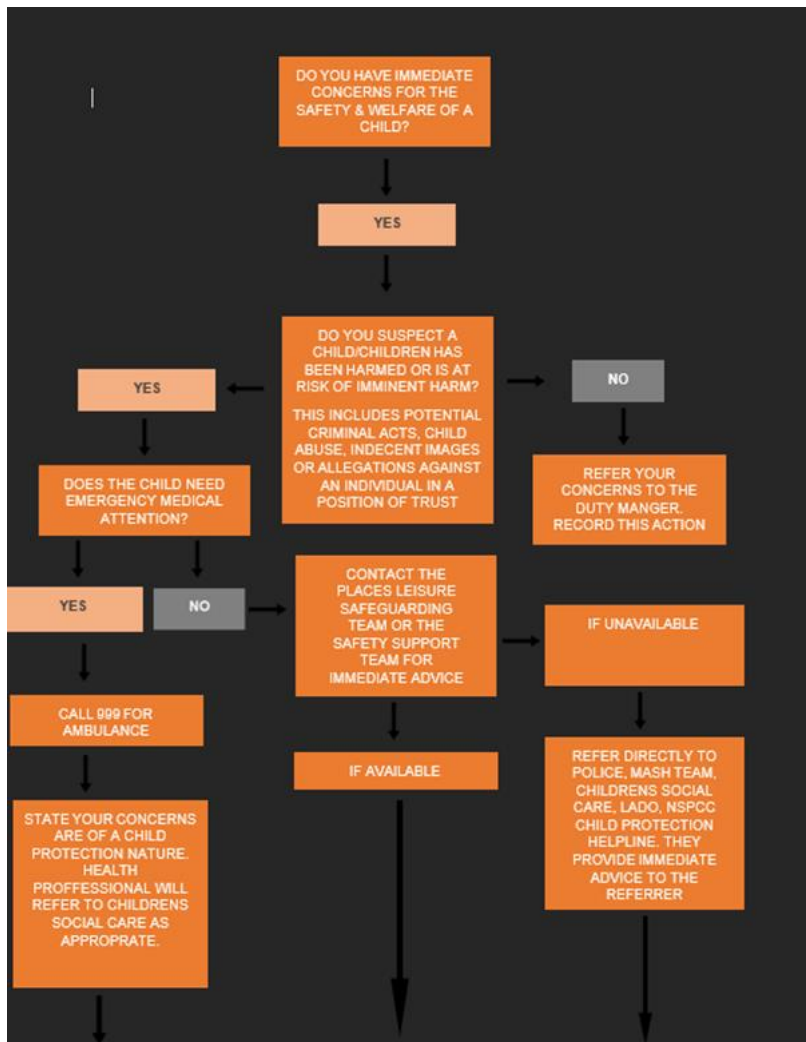 DO YOU HAVE IMMEDIATE
CONCERNS FOR THE
SAFETY & WELFARE OF A
CHILD?
YES
DO YOU SUSPECT A
CHILD/CHILDREN HAS
BEEN HARMED OR IS AT
RISK OF IMMINENT HARM?
THIS INCLUDES POTENTIAL
CRIMINAL ACTS, CHILD
ABUSE, INDECENT IMAGES
OR ALLEGATIONS AGAINST
AN INDIVIDUAL IN A
POSITION OF TRUST
YES
NO
DOES THE CHILD NEED
EMERGENCY MEDICAL
ATTENTION?
REFER YOUR
CONCERNS TO THE
DUTY MANGER.
RECORD THIS ACTION
YES
NO
CONTACT THE
PLACES LEISURE
SAFEGUARDING
TEAM OR THE
SAFETY SUPPORT
TEAM FOR
IMMEDIATE ADVICE
IF UNAVAILABLE
CALL 999 FOR
AMBULANCE
IF AVAILABLE
REFER DIRECTLY TO
POLICE, MASH TEAM,
CHILDRENS SOCIAL
CARE, LADO, NSPCC
CHILD PROTECTION
HELPLINE. THEY
PROVIDE IMMEDIATE
ADVICE TO THE
REFERRER
STATE YOUR CONCERNS
ARE OF A CHILD
PROTECTION NATURE.
HEALTH
PROFFESSIONAL WILL
REFER TO CHILDRENS
SOCIAL CARE AS
APPROPRATE.